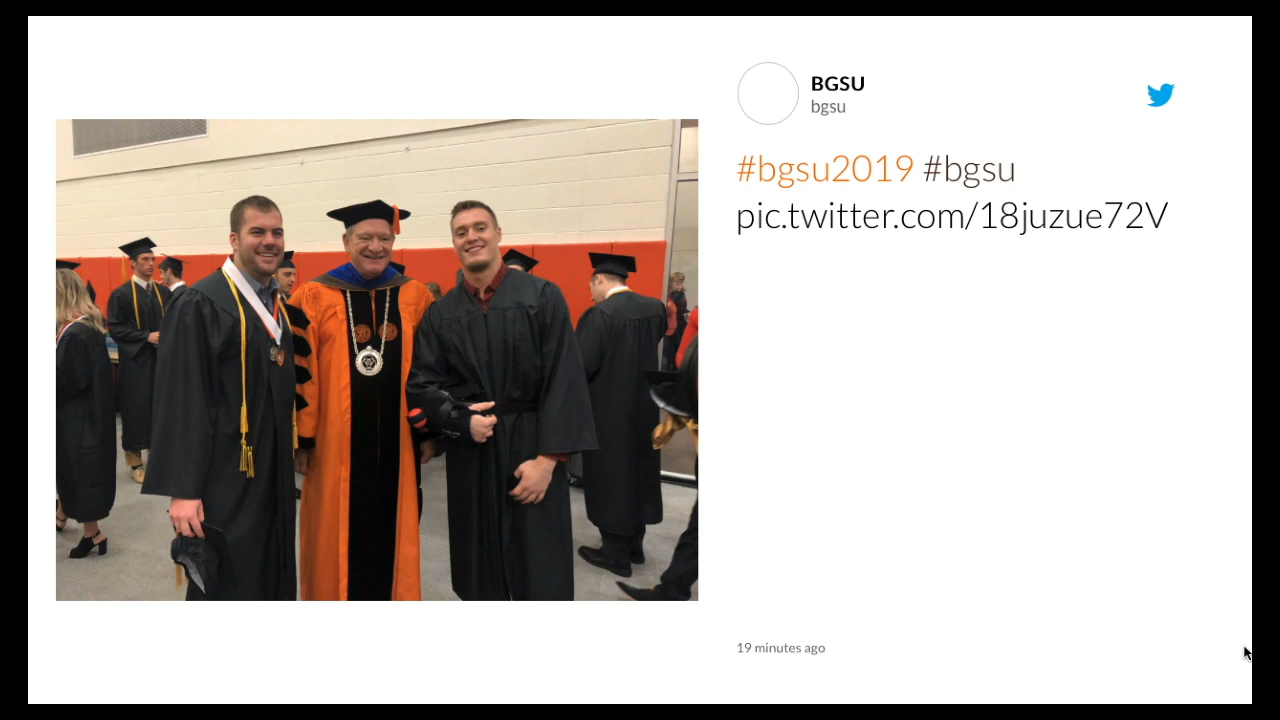 BGSU
bgsu
#bgsu2019 #bgsu
pic.twitter.com/18juzue72V
19 minutes ago